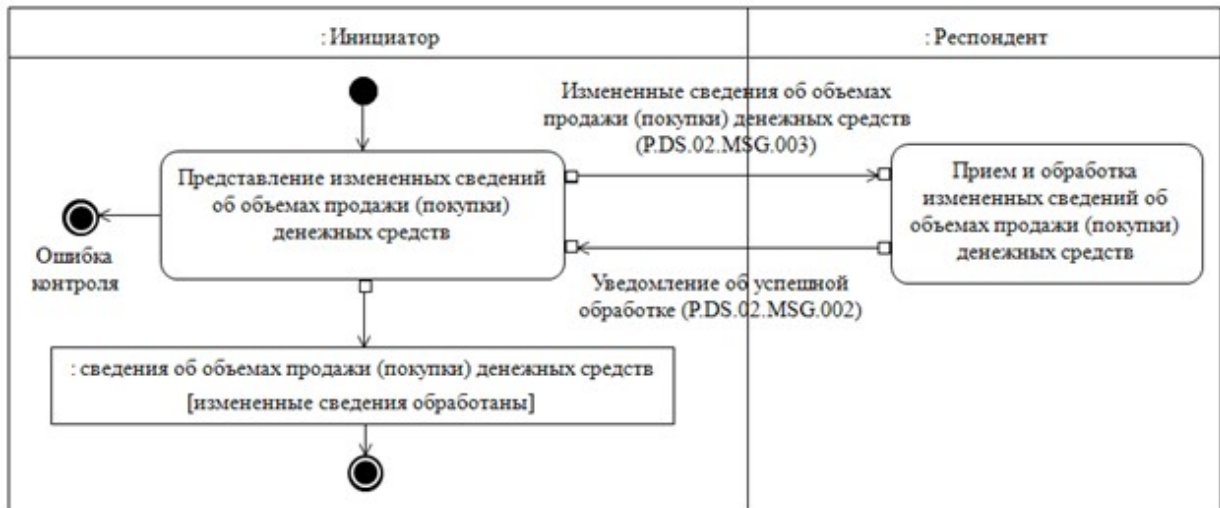 : Инициатор
: Респондент
Измененные сведения об объемах
продажи (покупки) денежных средств
(P.DS.02.MSG.003)
Представление измененных сведений
об объемах продажи (покупки)
денежных средств
Прием и обработка
измененных сведений об
объемах продажи (покупки)
денежных средств
Ошибка
контроля
Уведомление об успешной
обработке (P.DS.02.MSG.002)
: сведения об объемах продажи (покупки) денежных средств
[измененные сведения обработаны]